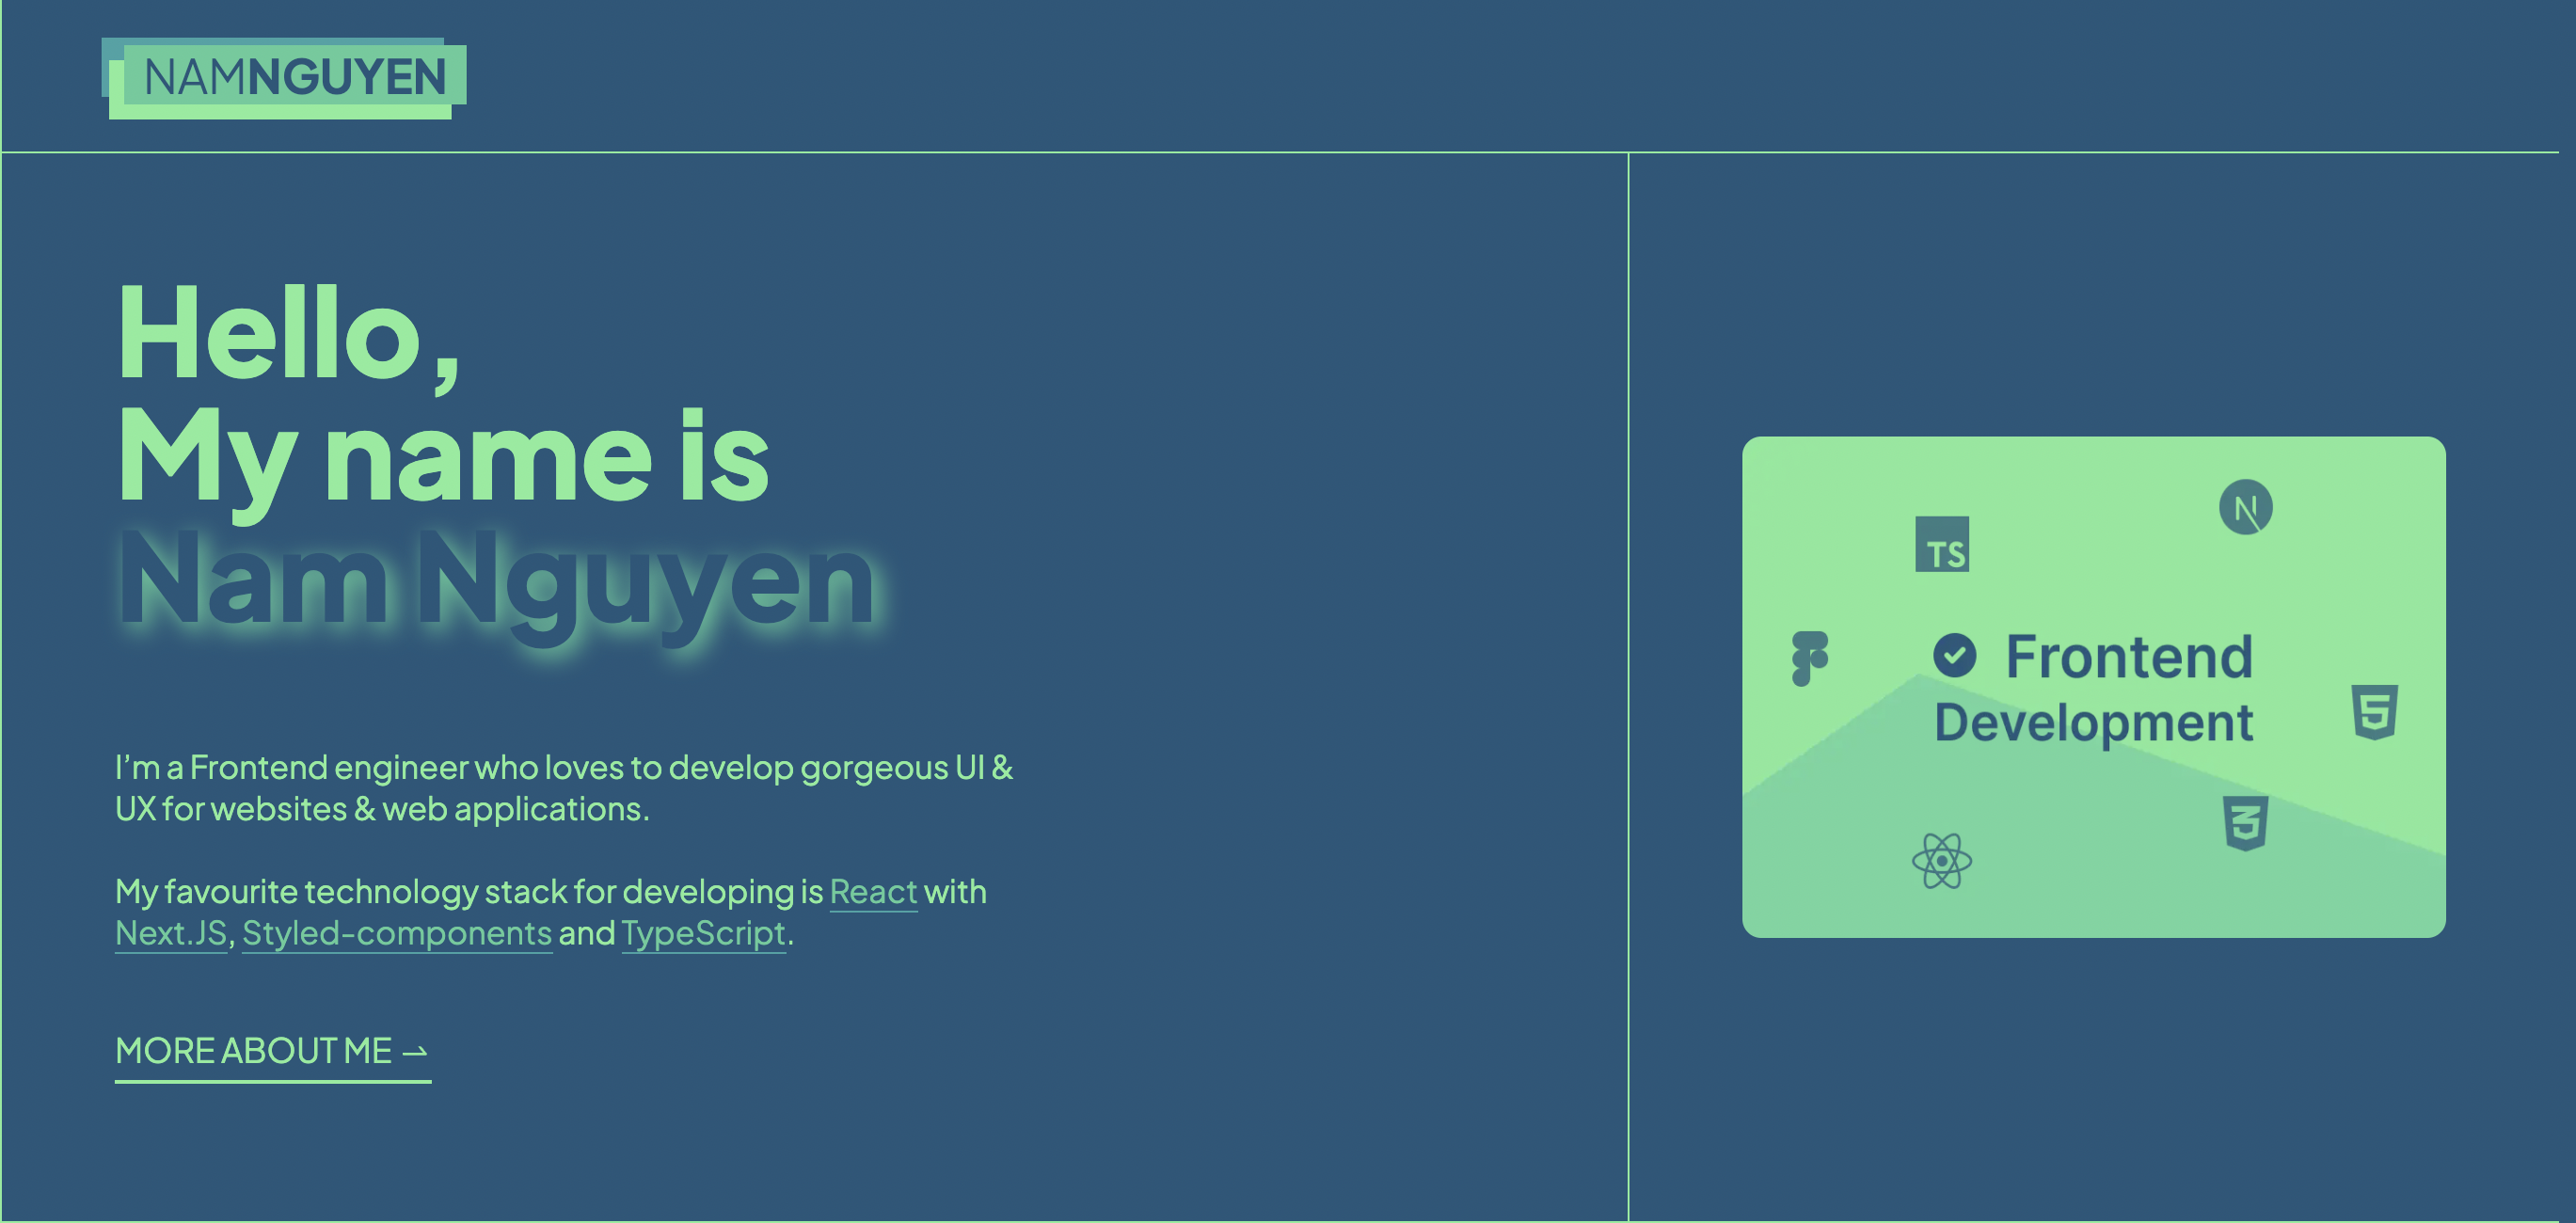 NAMNGUYEN
Hello,
My name is
Nam Nguyen
I’m a Frontend engineer who loves to develop gorgeous UI &
UX for websites & web applications.
My favourite technology stack for developing is React with
Next.JS, Styled-components and TypeScript.
MORE ABOUT ME ⇀
N
TS
Frontend
Development
5
3